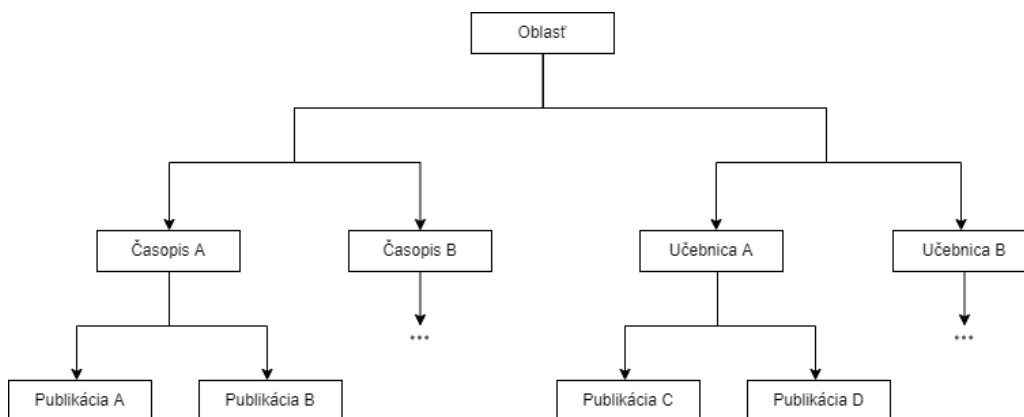 Oblasť
Časopis A
Časopis B
Učebnica A
Učebnica B
...
...
Publikácia A
Publikácia B
Publikácia C
Publikácia D